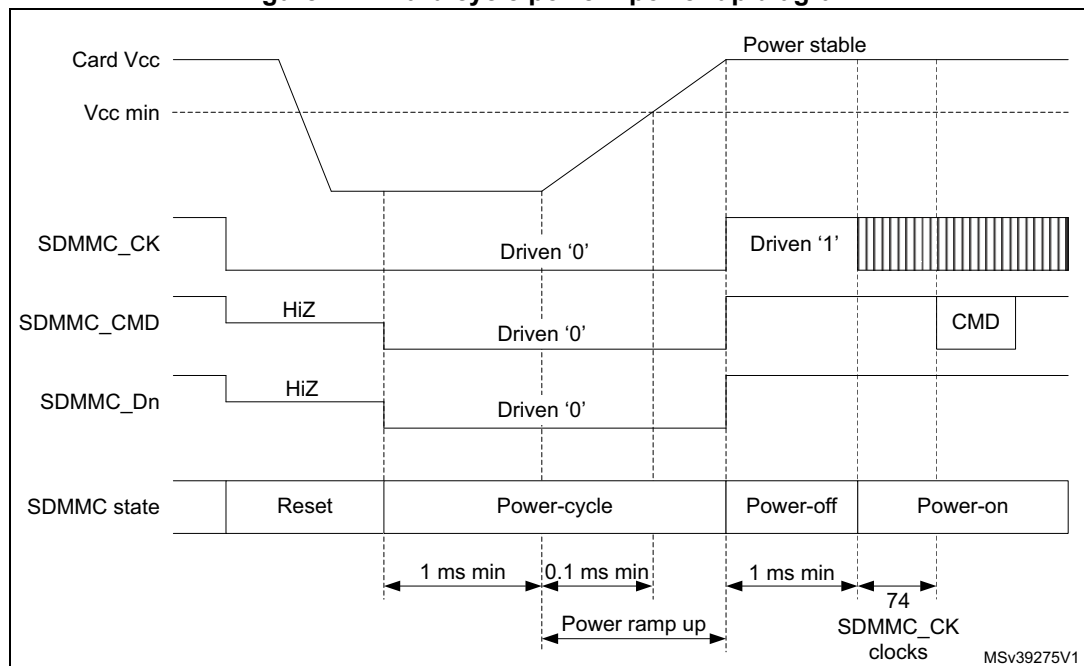 Power stable
Card Vcc
Vcc min
SDMMC_CK
Driven ‘0’
Driven ‘1’
HiZ
SDMMC_CMD
Driven ‘0’
CMD
HiZ
SDMMC_Dn
Driven ‘0’
SDMMC state
Reset
Power-cycle
Power-off
Power-on
1 ms min
0.1 ms min
1 ms min
74
SDMMC_CK
clocks
Power ramp up
MSv39275V1